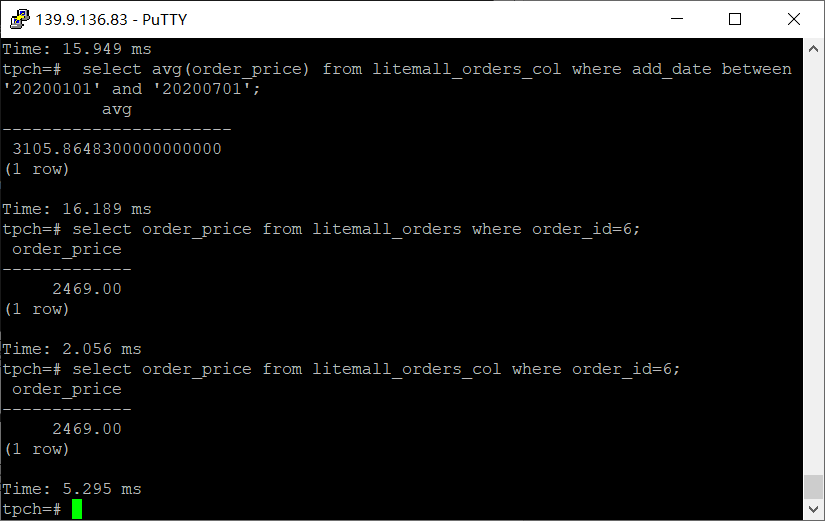 139.9.136.83 - PuTTY
Time: 15.949 ms
tpch=#  select avg(order_price) from litemall_orders_col where add_date between
'20200101' and '20200701';
          avg
-----------------------
 3105.8648300000000000
(1 row)
Time: 16.189 ms
tpch=# select order_price from litemall_orders where order_id=6;
 order_price
-------------
     2469.00
(1 row)
Time: 2.056 ms
tpch=# select order_price from litemall_orders_col where order_id=6;
 order_price
-------------
     2469.00
(1 row)
Time: 5.295 ms
tpch=#